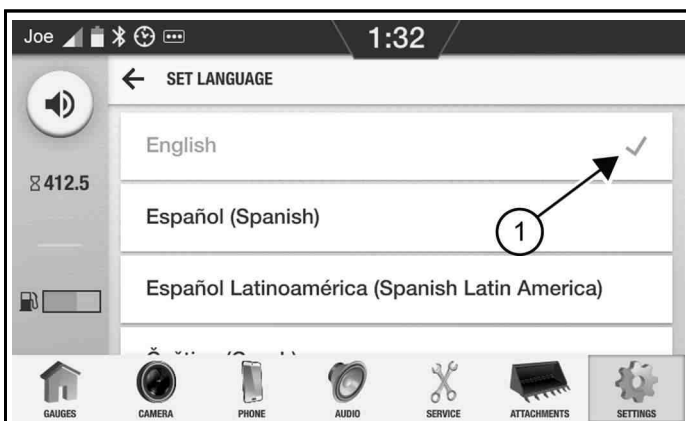 Joe 1:32
SET LANGUAGE
English
412.5
Español (Spanish)
1
Español Latinoamérica (Spanish Latin America)
GAUGES CAMERA PHONE AUDIO SERVICE ATTACHMENTS SETTINGS